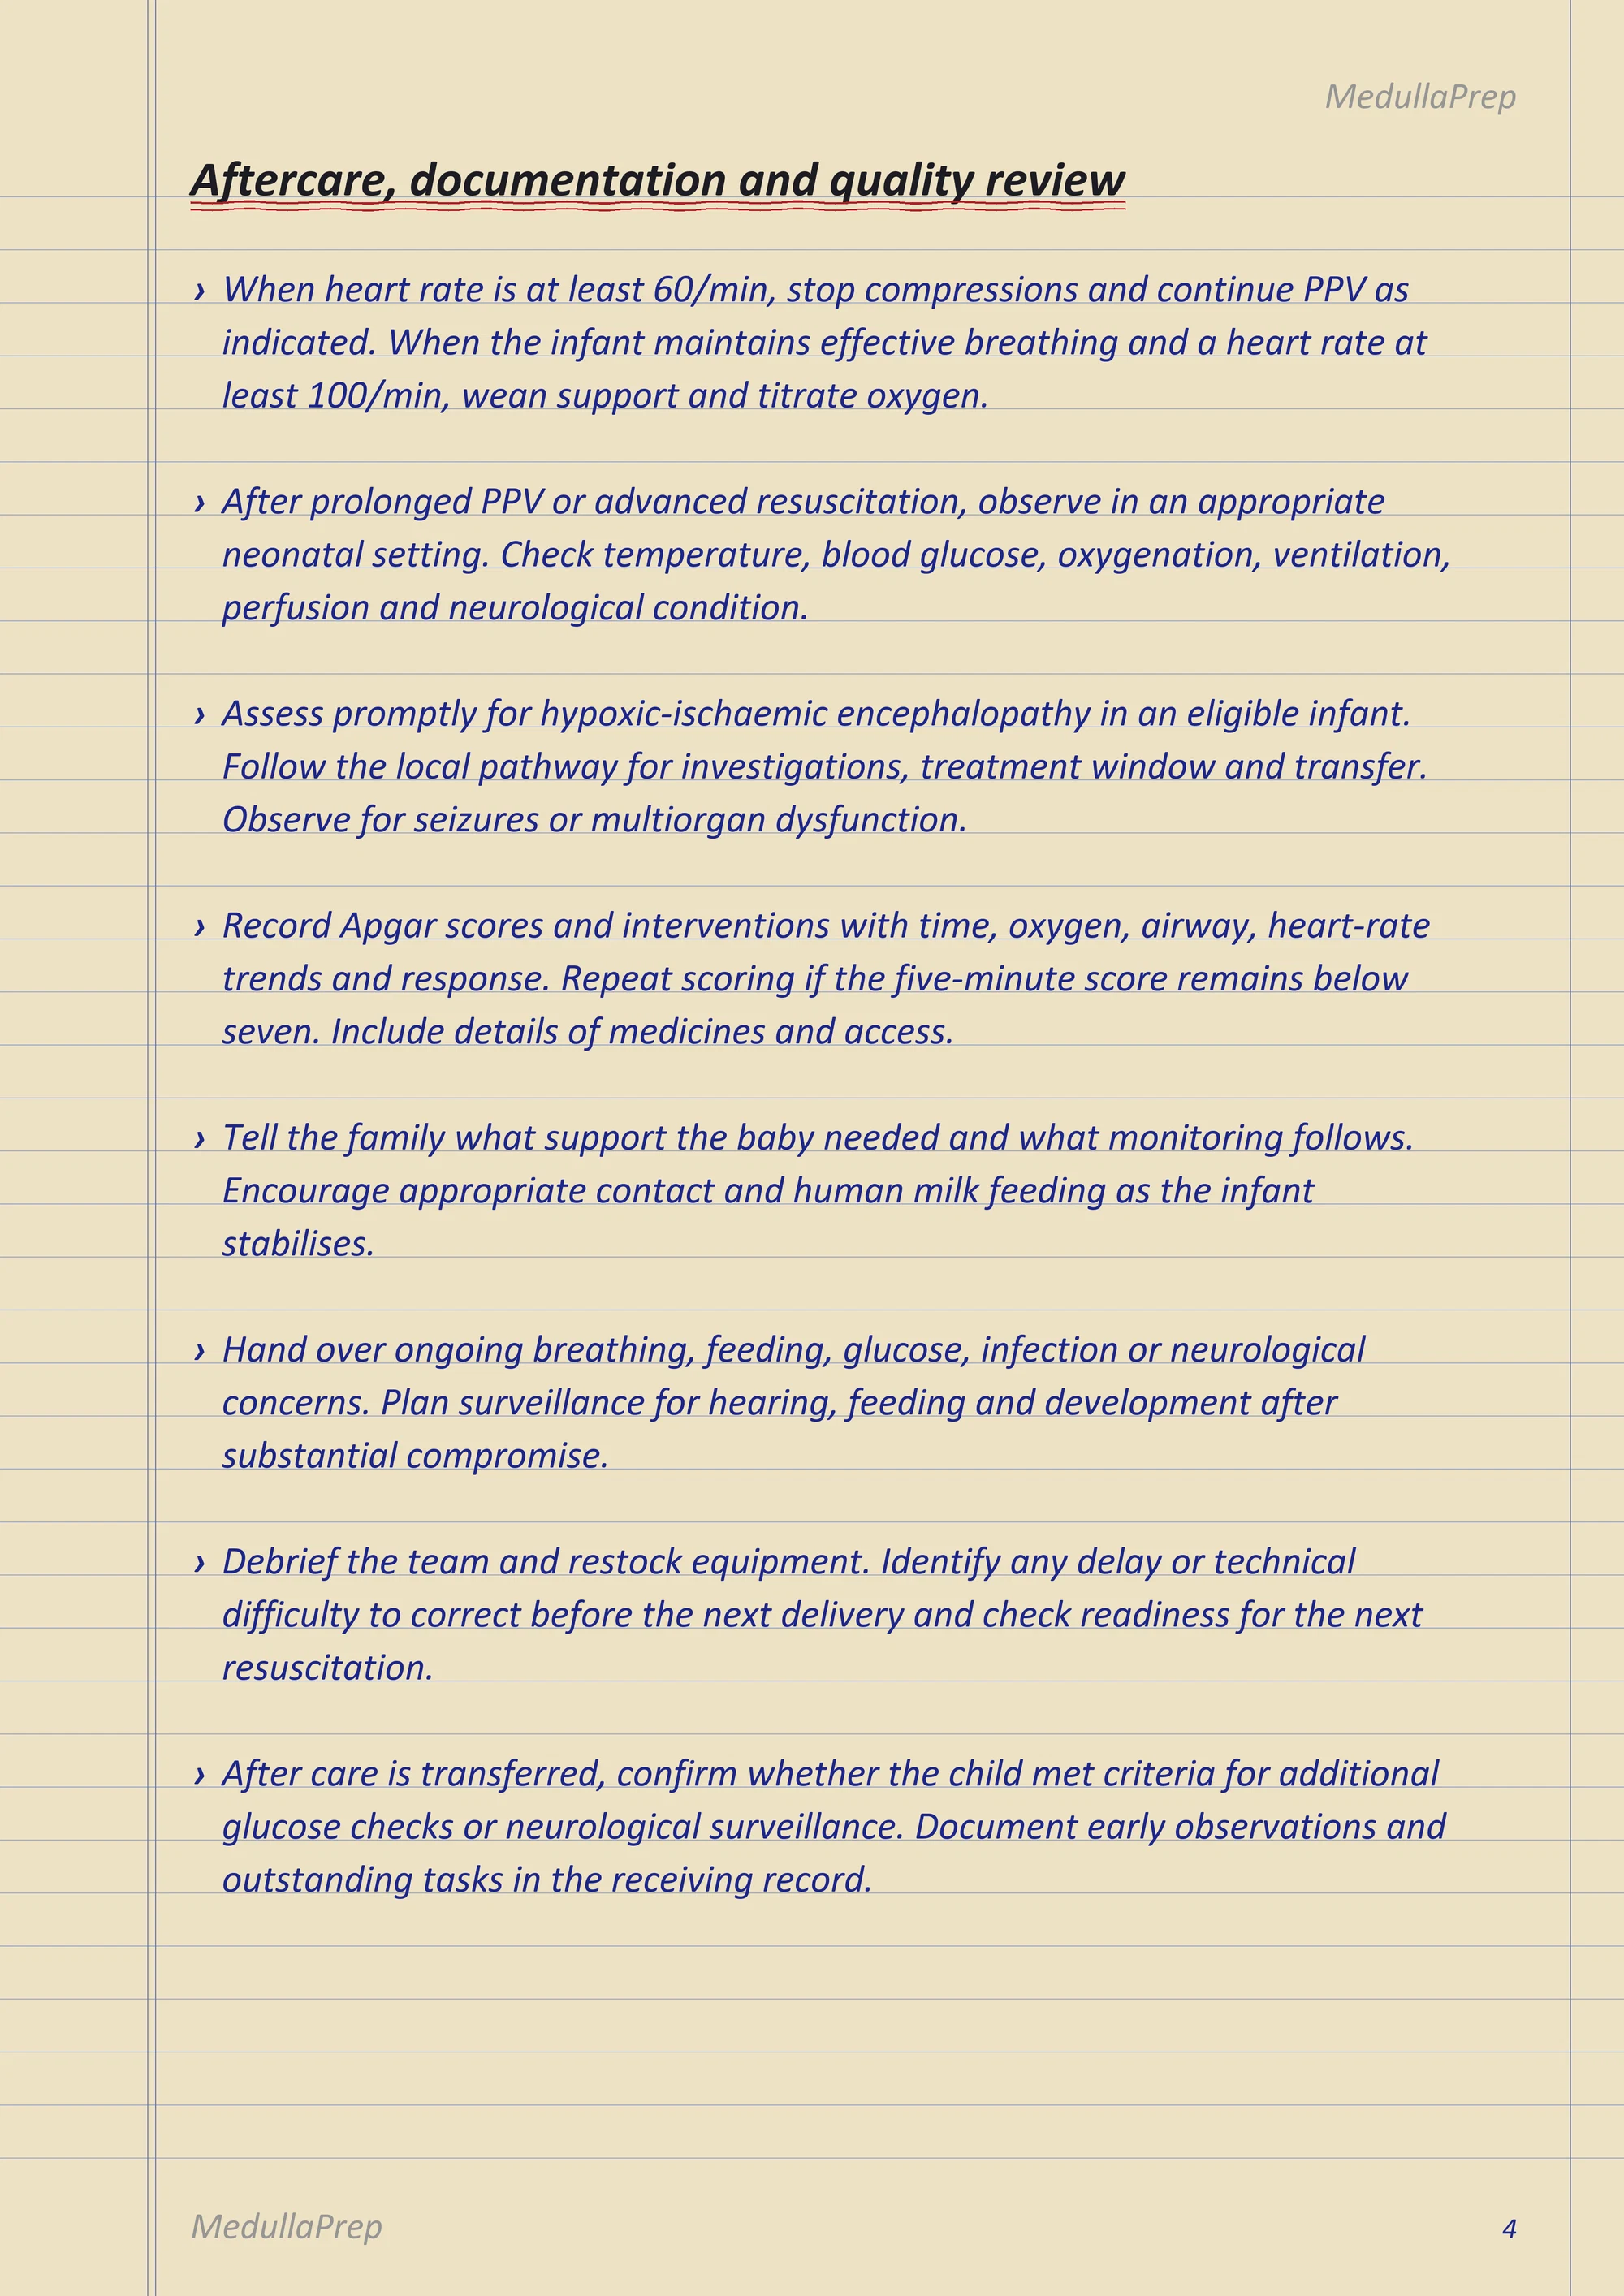 MedullaPrep
Aftercare, documentation and quality review
› When heart rate is at least 60/min, stop compressions and continue PPV as
indicated. When the infant maintains effective breathing and a heart rate at
least 100/min, wean support and titrate oxygen.
› After prolonged PPV or advanced resuscitation, observe in an appropriate
neonatal setting. Check temperature, blood glucose, oxygenation, ventilation,
perfusion and neurological condition.
› Assess promptly for hypoxic-ischaemic encephalopathy in an eligible infant.
Follow the local pathway for investigations, treatment window and transfer.
Observe for seizures or multiorgan dysfunction.
› Record Apgar scores and interventions with time, oxygen, airway, heart-rate
trends and response. Repeat scoring if the five-minute score remains below
seven. Include details of medicines and access.
› Tell the family what support the baby needed and what monitoring follows.
Encourage appropriate contact and human milk feeding as the infant
stabilises.
› Hand over ongoing breathing, feeding, glucose, infection or neurological
concerns. Plan surveillance for hearing, feeding and development after
substantial compromise.
› Debrief the team and restock equipment. Identify any delay or technical
difficulty to correct before the next delivery and check readiness for the next
resuscitation.
› After care is transferred, confirm whether the child met criteria for additional
glucose checks or neurological surveillance. Document early observations and
outstanding tasks in the receiving record.
MedullaPrep
4